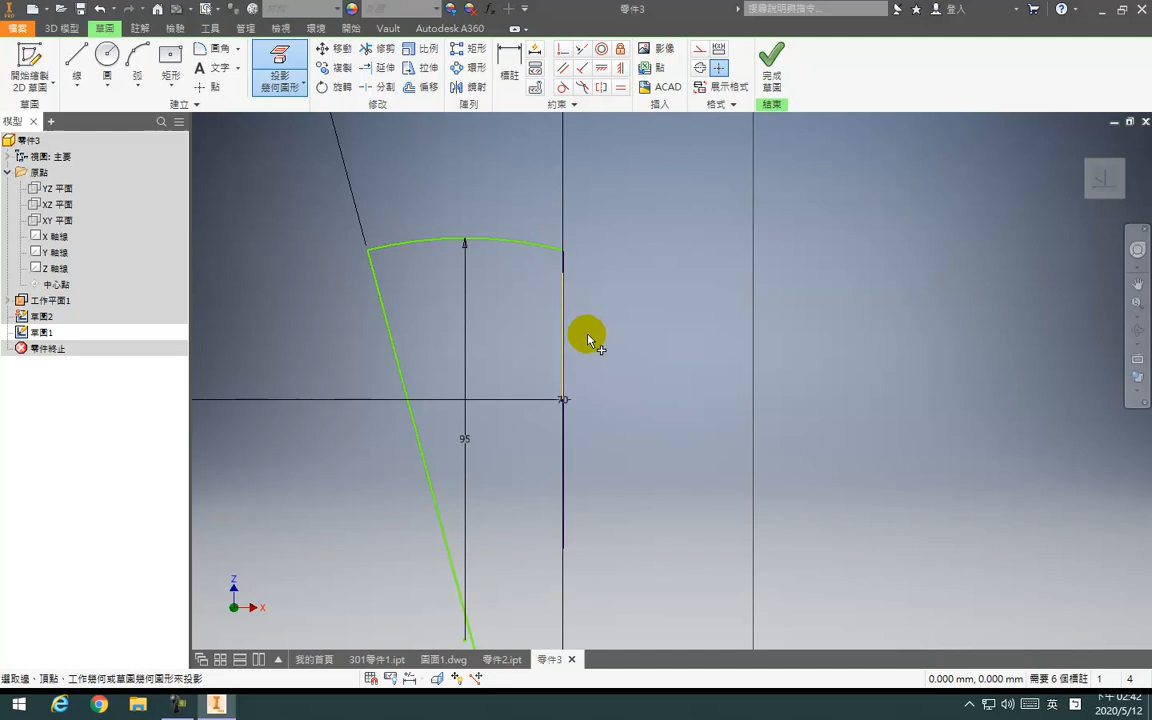 零件3
搜尋說明與指令...
登入
檔案 3D 模型 草圖 註解 檢驗 工具 管理 檢視 環境 開始 Vault Autodesk A360
開始繪製
2D 草圖
線
圓
弧
矩形
圓角
文字
點
投影
幾何圖形
移動 修剪 比例
複製 延伸 拉伸
旋轉 分割 偏移
矩形
環形
鏡射
標註
影像
點
ACAD
展示格式
完成
草圖
草圖
建立
修改
陣列
約束
插入
格式
結束
模型
零件3
視圖: 主要
原點
YZ 平面
XZ 平面
XY 平面
X 軸線
Y 軸線
Z 軸線
中心點
工作平面1
草圖2
草圖1
零件終止
95
70
Z
X
我的首頁 301零件1.ipt 圖面1.dwg 零件2.ipt 零件3
選取邊、頂點、工作幾何或草圖幾何圖形來投影
0.000 mm, 0.000 mm 需要 6 個標註 1 4
英
下午 02:42
2020/5/12